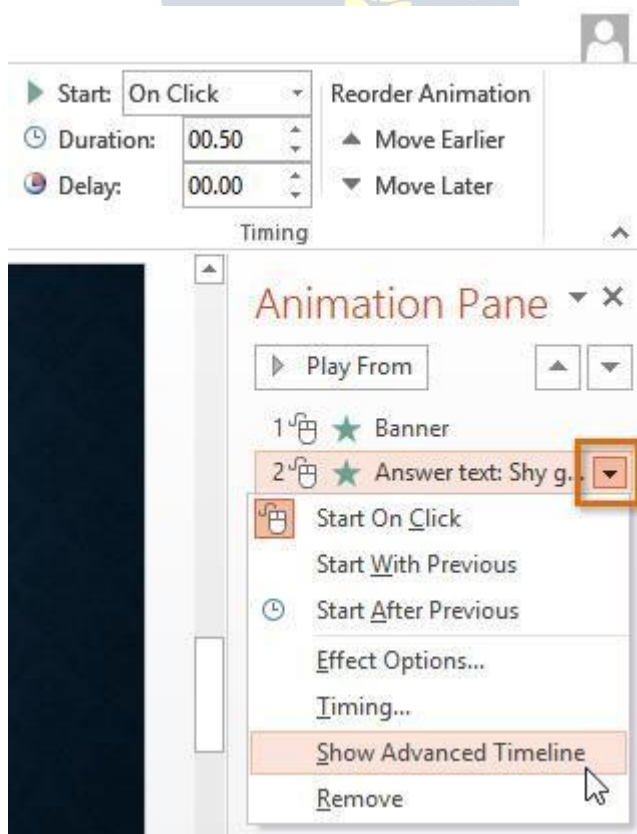 Start: On Click
Reorder Animation
Duration: 00.50
Move Earlier
Delay: 00.00
Move Later
Timing
Animation Pane
Play From
1 Banner
2 Answer text: Shy g...
Start On Click
Start With Previous
Start After Previous
Effect Options...
Timing...
Show Advanced Timeline
Remove